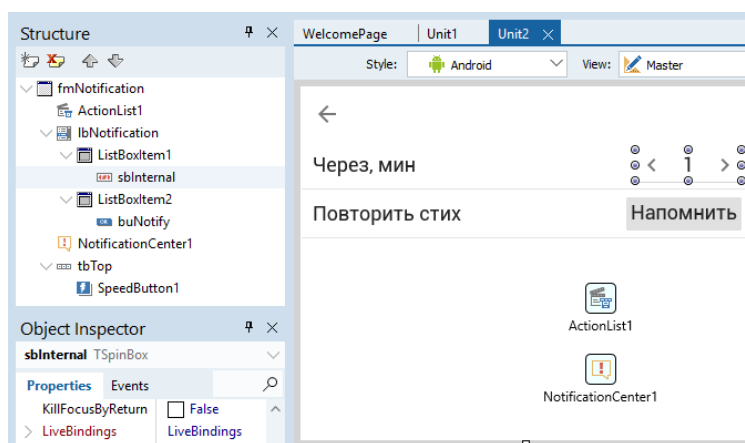 Structure
WelcomePage
Unit1
Unit2
Style:
Android
View:
Master
fmNotification
ActionList1
lbNotification
ListBoxItem1
sbInternal
ListBoxItem2
buNotify
NotificationCenter1
tbTop
SpeedButton1
Через, мин
1
Повторить стих
Напомнить
ActionList1
NotificationCenter1
Object Inspector
sbInternal TSpinBox
Properties
Events
KillFocusByReturn
False
LiveBindings
LiveBindings